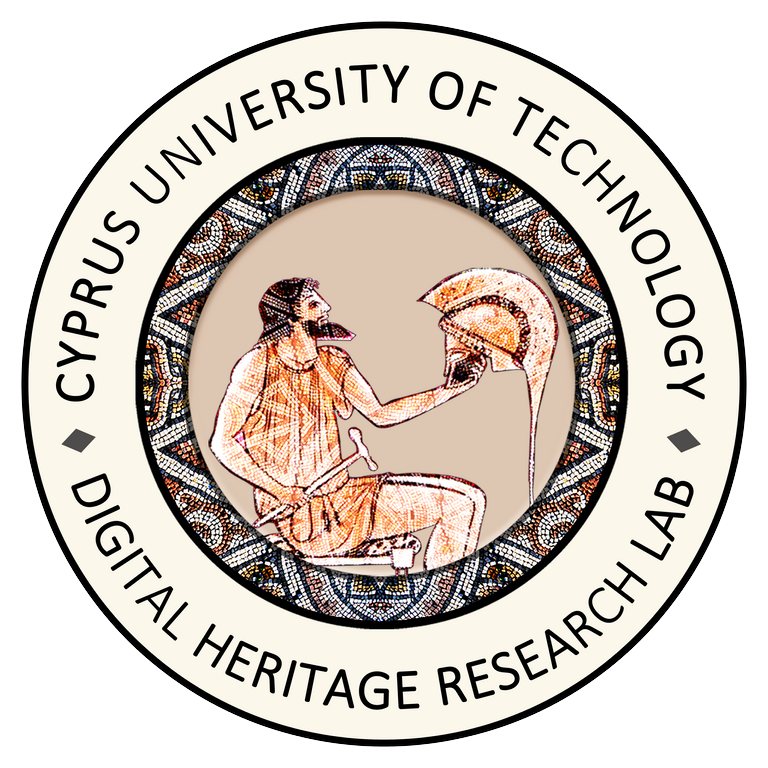 CYPRUS UNIVERSITY OF TECHNOLOGY
DIGITAL HERITAGE RESEARCH LAB